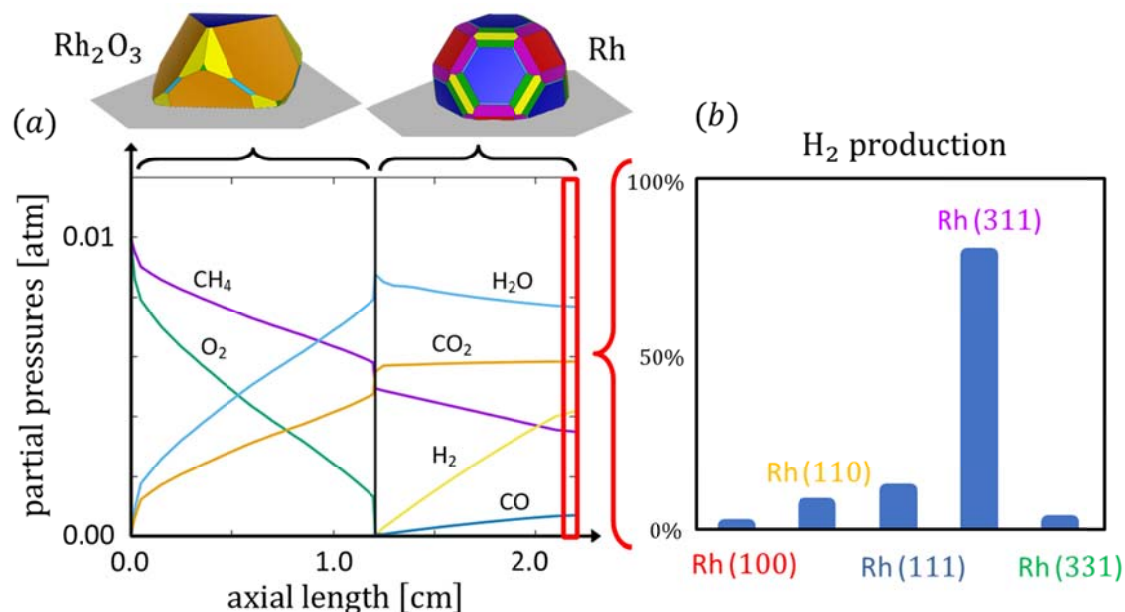 Rh₂O₃
Rh
(a)
(b)
H₂ production
partial pressures [atm]
0.01
0.00
CH₄
O₂
H₂O
CO₂
H₂
CO
0.0
1.0
2.0
axial length [cm]
100%
50%
0%
Rh (311)
Rh (110)
Rh (100)
Rh (111)
Rh (331)